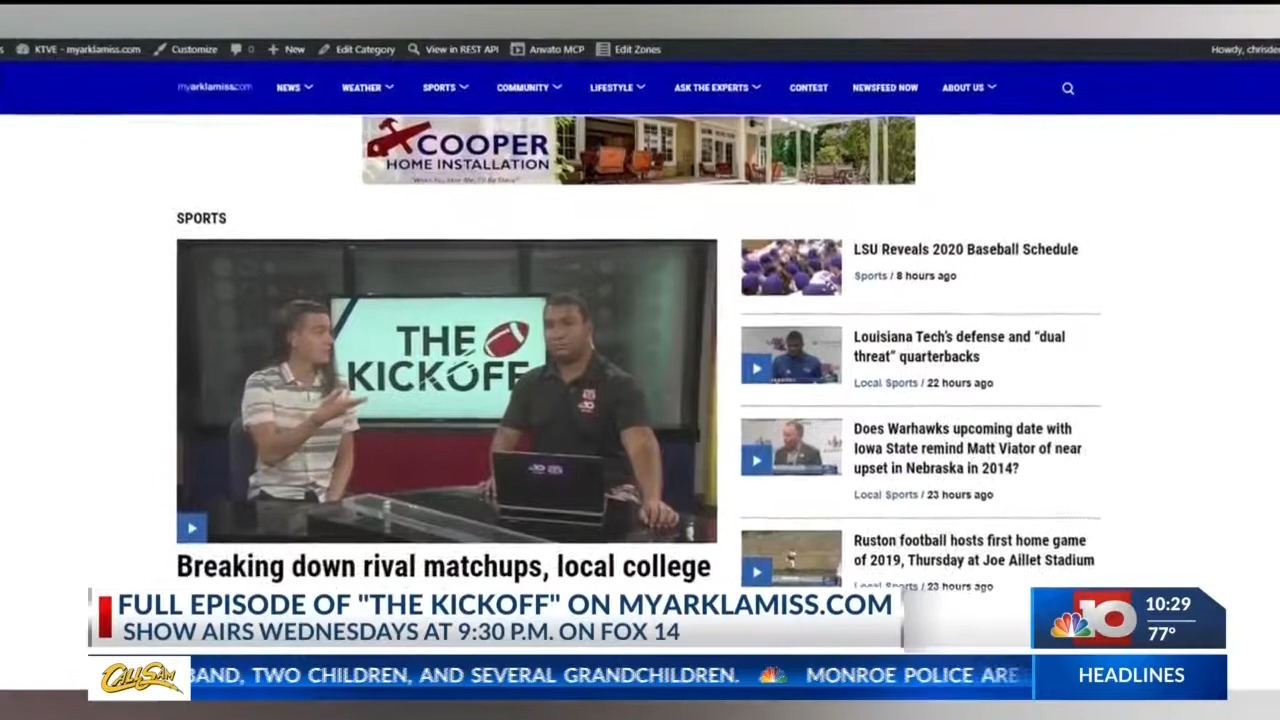 KTVE - myarklamiss.com Customize 0 New Edit Category View in REST API Anvato MCP Edit Zones Howdy, chrisde
myarklamiss.com NEWS WEATHER SPORTS COMMUNITY LIFESTYLE ASK THE EXPERTS CONTEST NEWSFEED NOW ABOUT US
COOPER
HOME INSTALLATION
SPORTS
THE
KICKOFF
10
Breaking down rival matchups, local college
LSU Reveals 2020 Baseball Schedule
Sports / 8 hours ago
Louisiana Tech's defense and "dual
threat" quarterbacks
Local Sports / 22 hours ago
Does Warhawks upcoming date with
Iowa State remind Matt Viator of near
upset in Nebraska in 2014?
Local Sports / 23 hours ago
Ruston football hosts first home game
of 2019, Thursday at Joe Aillet Stadium
Local Sports / 23 hours ago
FULL EPISODE OF "THE KICKOFF" ON MYARKLAMISS.COM
SHOW AIRS WEDNESDAYS AT 9:30 P.M. ON FOX 14
10
10:29
77°
CALL SAM
BAND, TWO CHILDREN, AND SEVERAL GRANDCHILDREN. MONROE POLICE ARE
HEADLINES